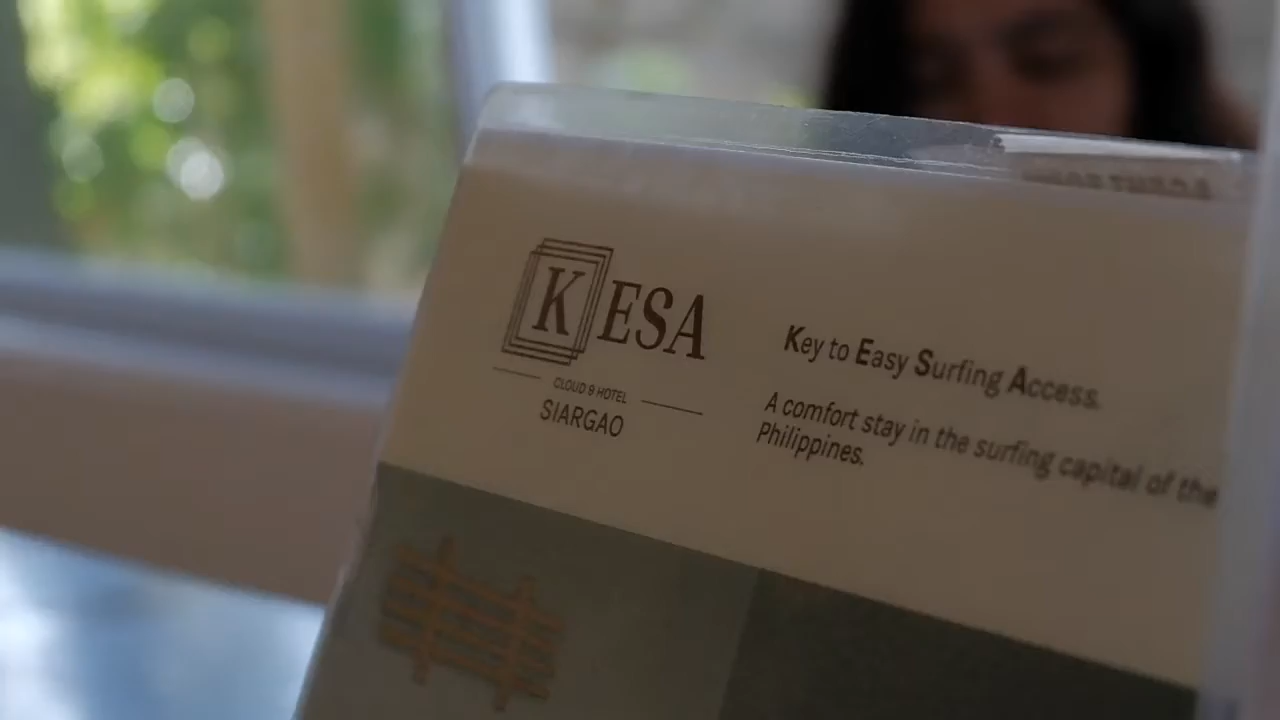 KESA
CLOUD 9 HOTEL
SIARGAO
Key to Easy Surfing Access.
A comfort stay in the surfing capital of the
Philippines.